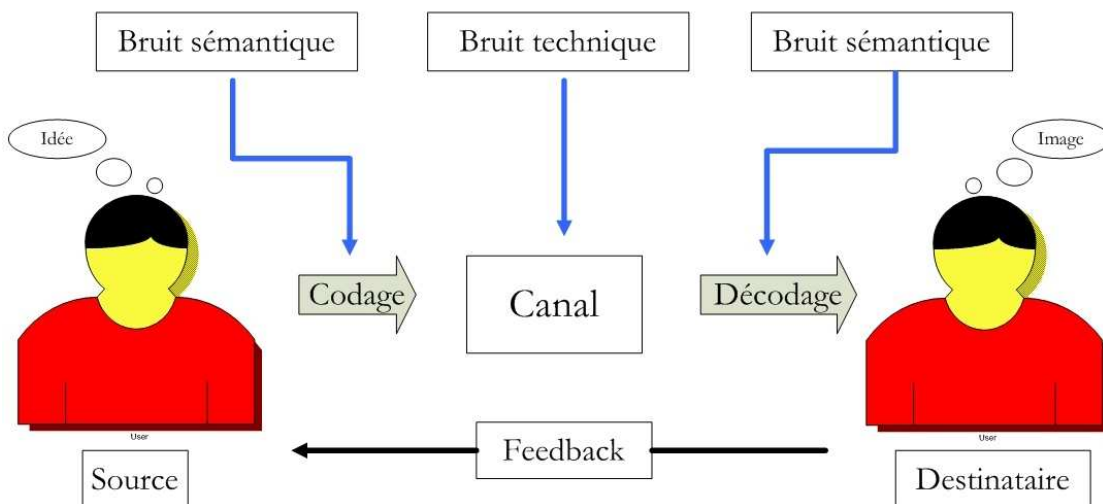 Bruit sémantique
Bruit technique
Bruit sémantique
Idée
Image
Codage
Canal
Décodage
User
User
Feedback
Source
Destinataire